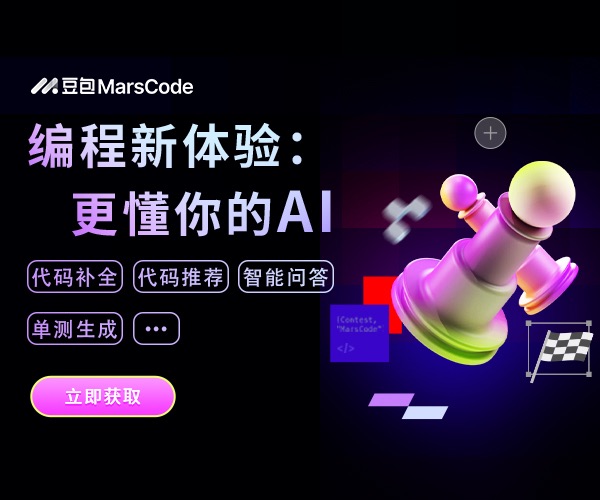 豆包MarsCode
编程新体验：
更懂你的AI
代码补全 代码推荐 智能问答
单测生成 •••
立即获取
(Contest,
"MarsCode"
</>